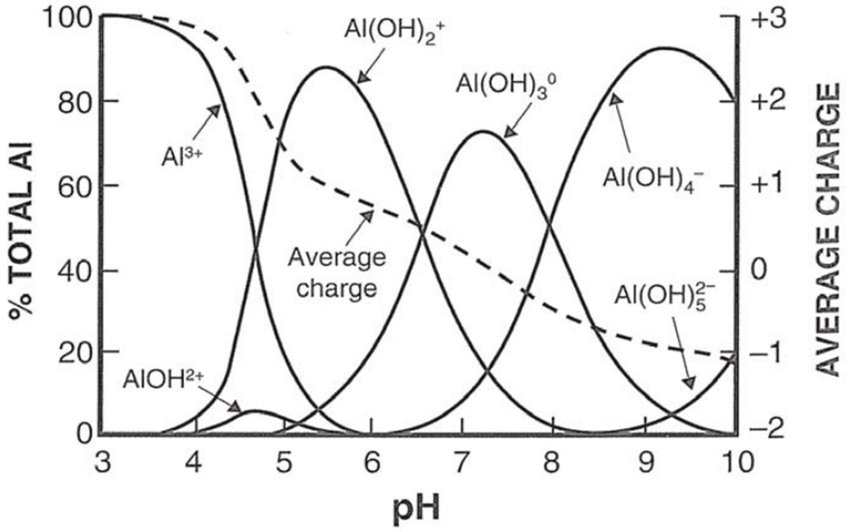 100
80
60
40
20
0
% TOTAL Al
+3
+2
+1
0
−1
−2
AVERAGE CHARGE
Al(OH)₂⁺
Al(OH)₃⁰
Al³⁺
Al(OH)₄⁻
Average
charge
Al(OH)₅²⁻
AlOH²⁺
3 4 5 6 7 8 9 10
pH